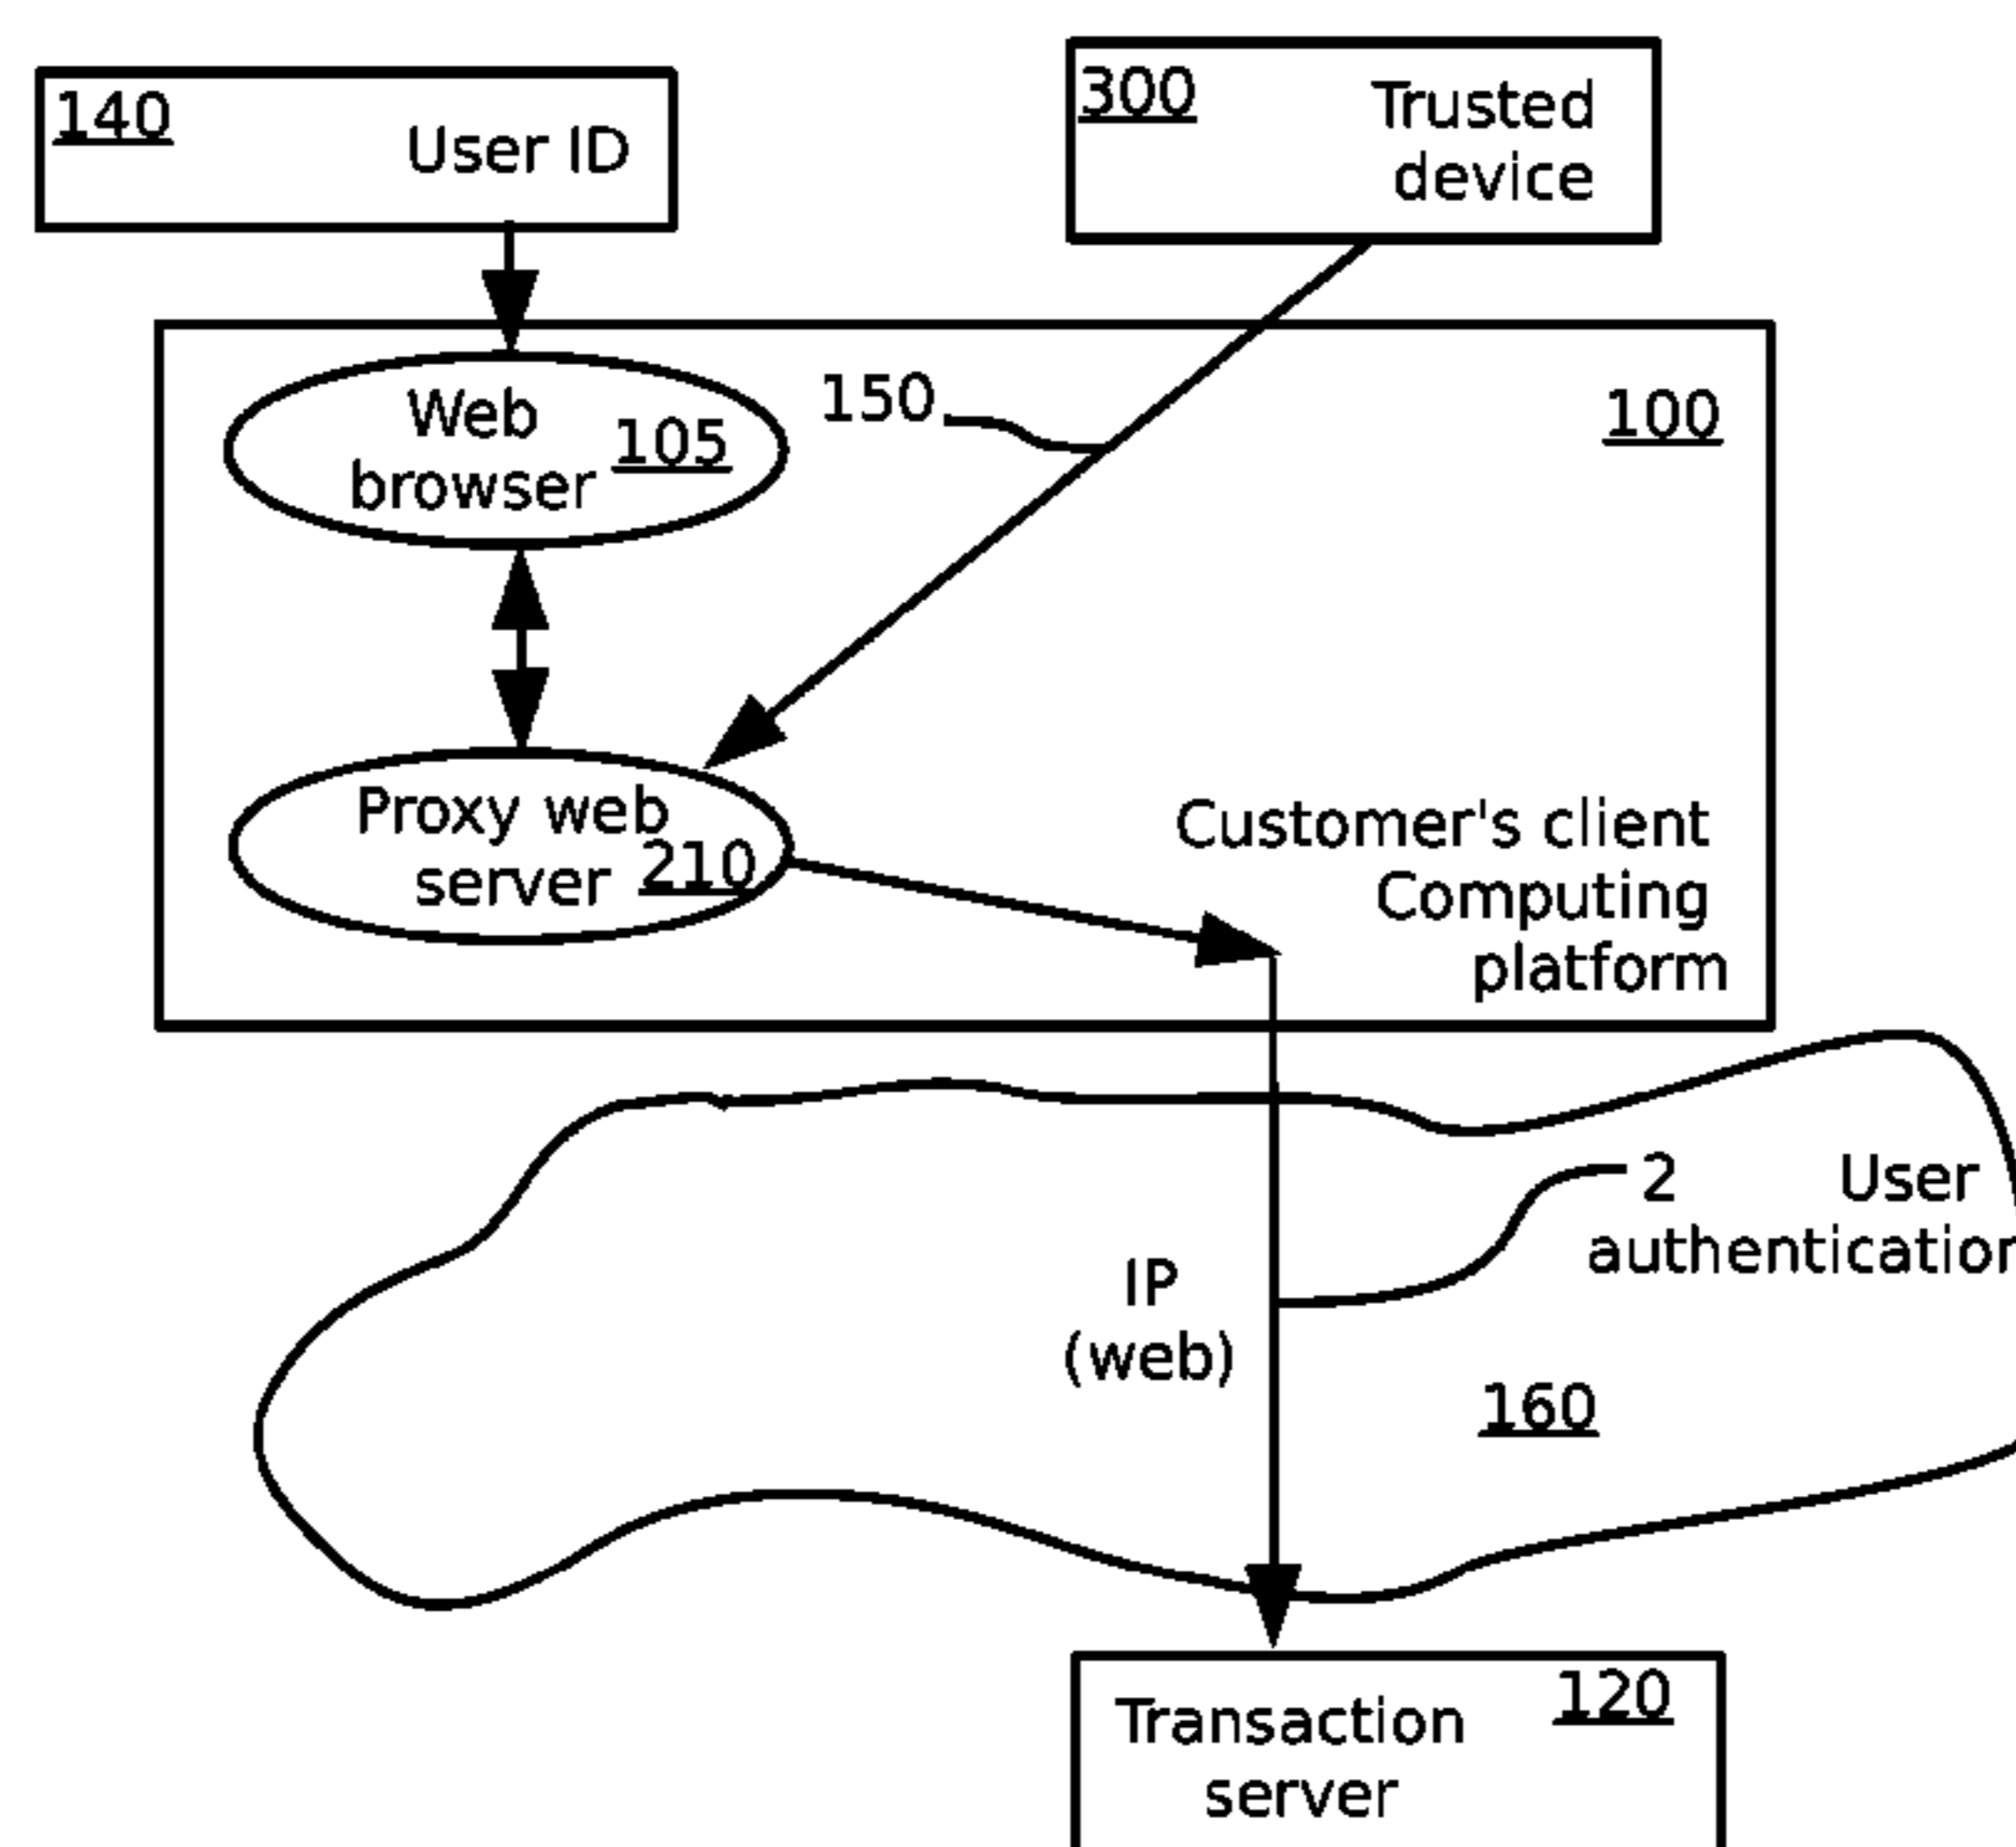 140
User ID
300
Trusted
device
Web
browser 105
150
100
Proxy web
server 210
Customer's client
Computing
platform
2
User
authentication
IP
(web)
160
120
Transaction
server